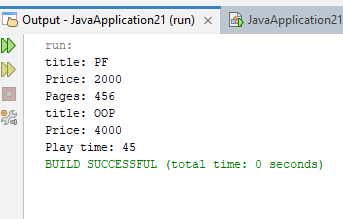 Output - JavaApplication21 (run) ×
JavaApplication21
run:
title: PF
Price: 2000
Pages: 456
title: OOP
Price: 4000
Play time: 45
BUILD SUCCESSFUL (total time: 0 seconds)